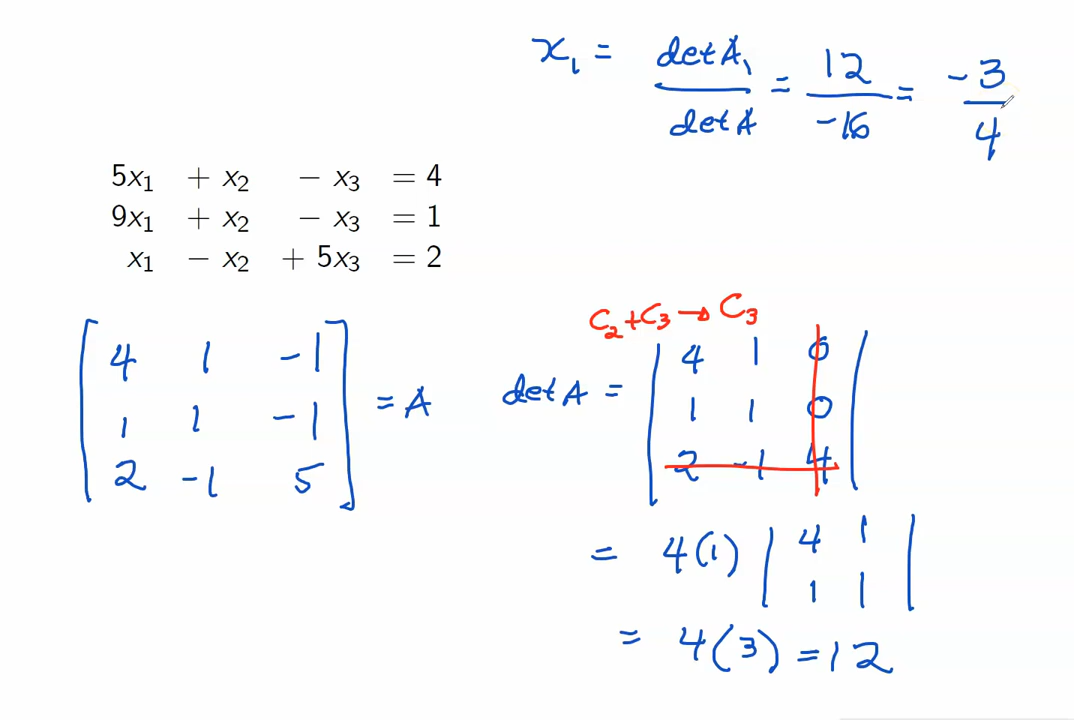 x₁ = det A₁ / det A = 12 / -16 = -3 / 4
5x₁ + x₂ - x₃ = 4
9x₁ + x₂ - x₃ = 1
x₁ - x₂ + 5x₃ = 2
C₂+C₃ → C₃
4 1 -1
1 1 -1 = A
2 -1 5
4 1 0
det A = 1 1 0
2 -1 4
= 4(1) | 4 1 |
1 1
= 4(3) = 12